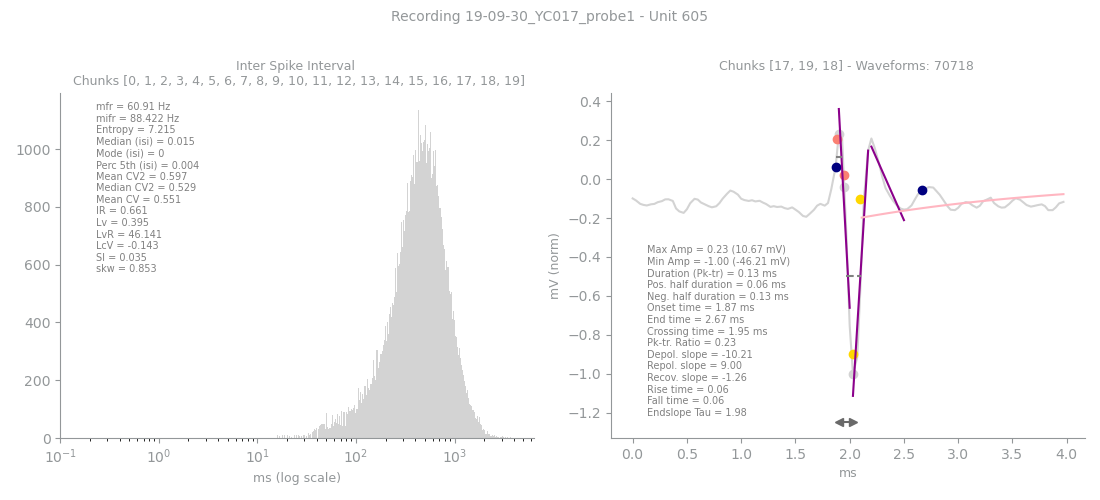 Recording 19-09-30_YC017_probe1 - Unit 605
Inter Spike Interval
Chunks [0, 1, 2, 3, 4, 5, 6, 7, 8, 9, 10, 11, 12, 13, 14, 15, 16, 17, 18, 19]
mfr = 60.91 Hz
mifr = 88.422 Hz
Entropy = 7.215
Median (isi) = 0.015
Mode (isi) = 0
Perc 5th (isi) = 0.004
Mean CV2 = 0.597
Median CV2 = 0.529
Mean CV = 0.551
IR = 0.661
Lv = 0.395
LvR = 46.141
LcV = -0.143
SI = 0.035
skw = 0.853
1000
800
600
400
200
0
10⁻¹ 10⁰ 10¹ 10² 10³
ms (log scale)
Chunks [17, 19, 18] - Waveforms: 70718
mV (norm)
0.4
0.2
0.0
−0.2
−0.4
−0.6
−0.8
−1.0
−1.2
Max Amp = 0.23 (10.67 mV)
Min Amp = -1.00 (-46.21 mV)
Duration (Pk-tr) = 0.13 ms
Pos. half duration = 0.06 ms
Neg. half duration = 0.13 ms
Onset time = 1.87 ms
End time = 2.67 ms
Crossing time = 1.95 ms
Pk-tr. Ratio = 0.23
Depol. slope = -10.21
Repol. slope = 9.00
Recov. slope = -1.26
Rise time = 0.06
Fall time = 0.06
Endslope Tau = 1.98
0.0 0.5 1.0 1.5 2.0 2.5 3.0 3.5 4.0
ms